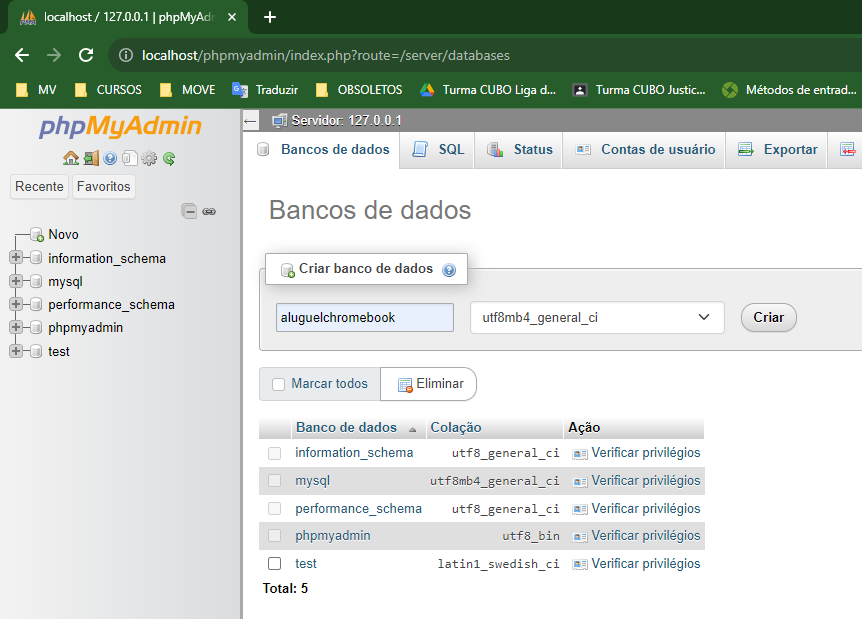 localhost / 127.0.0.1 | phpMyAdm
localhost/phpmyadmin/index.php?route=/server/databases
MV CURSOS MOVE Traduzir OBSOLETOS Turma CUBO Liga d... Turma CUBO Justic... Métodos de entrad...
phpMyAdmin
Recente Favoritos
Novo
information_schema
mysql
performance_schema
phpmyadmin
test
Servidor: 127.0.0.1
Bancos de dados SQL Status Contas de usuário Exportar
Bancos de dados
Criar banco de dados
aluguelchromebook utf8mb4_general_ci Criar
Marcar todos Eliminar
Banco de dados Colação Ação
information_schema utf8_general_ci Verificar privilégios
mysql utf8mb4_general_ci Verificar privilégios
performance_schema utf8_general_ci Verificar privilégios
phpmyadmin utf8_bin Verificar privilégios
test latin1_swedish_ci Verificar privilégios
Total: 5